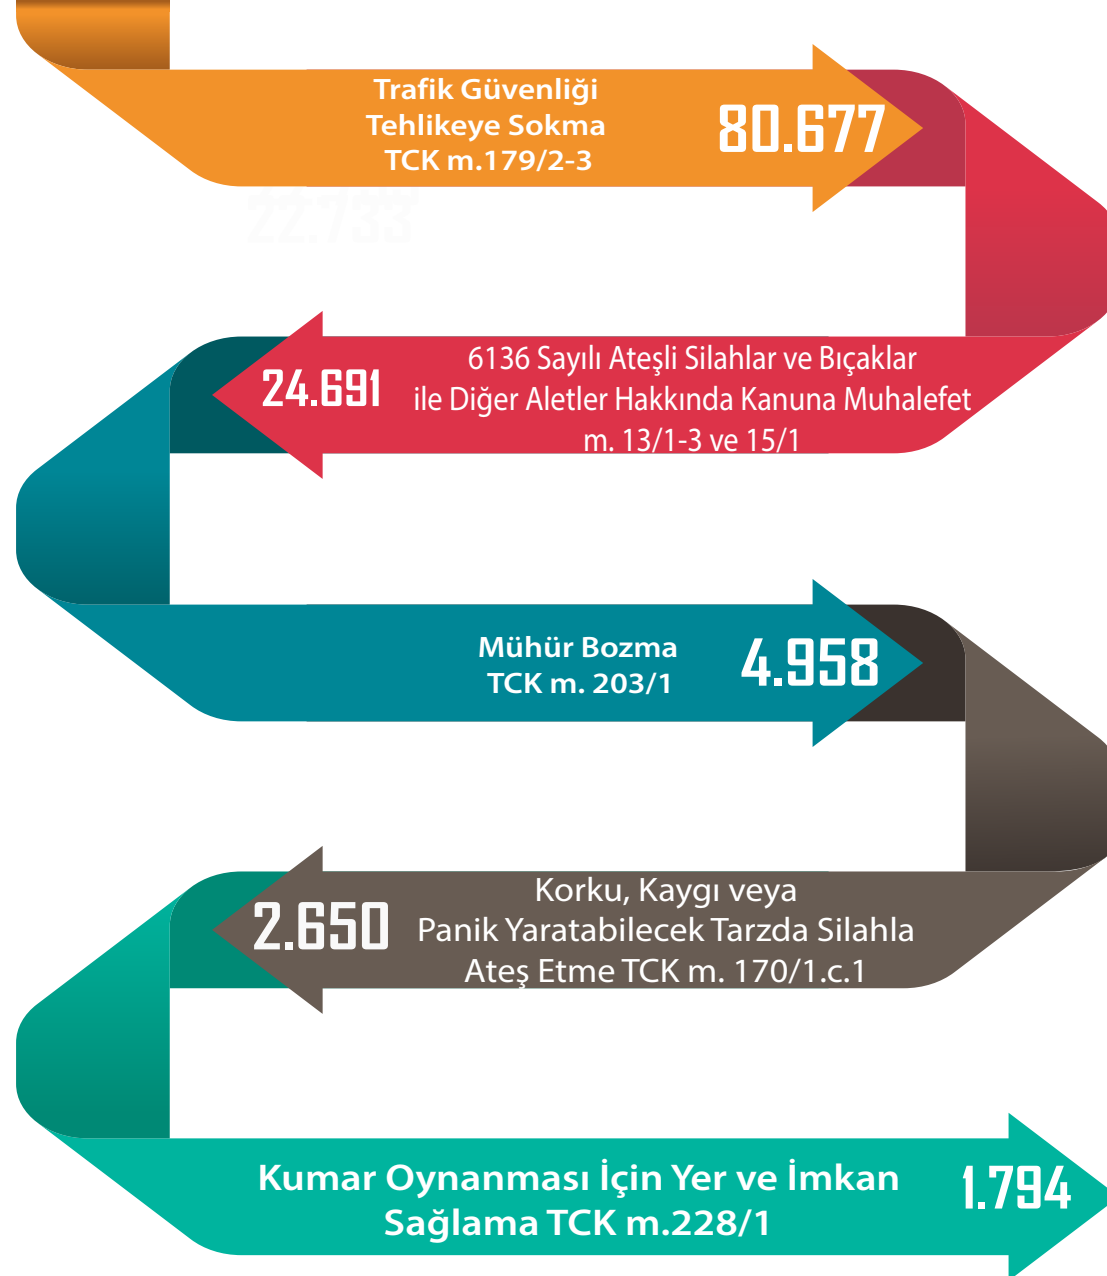 Trafik Güvenliği
Tehlikeye Sokma
TCK m.179/2-3
80.677
22.733
24.691
6136 Sayılı Ateşli Silahlar ve Bıçaklar
ile Diğer Aletler Hakkında Kanuna Muhalefet
m. 13/1-3 ve 15/1
Mühür Bozma
TCK m. 203/1
4.958
2.650
Korku, Kaygı veya
Panik Yaratabilecek Tarzda Silahla
Ateş Etme TCK m. 170/1.c.1
Kumar Oynanması İçin Yer ve İmkan
Sağlama TCK m.228/1
1.794